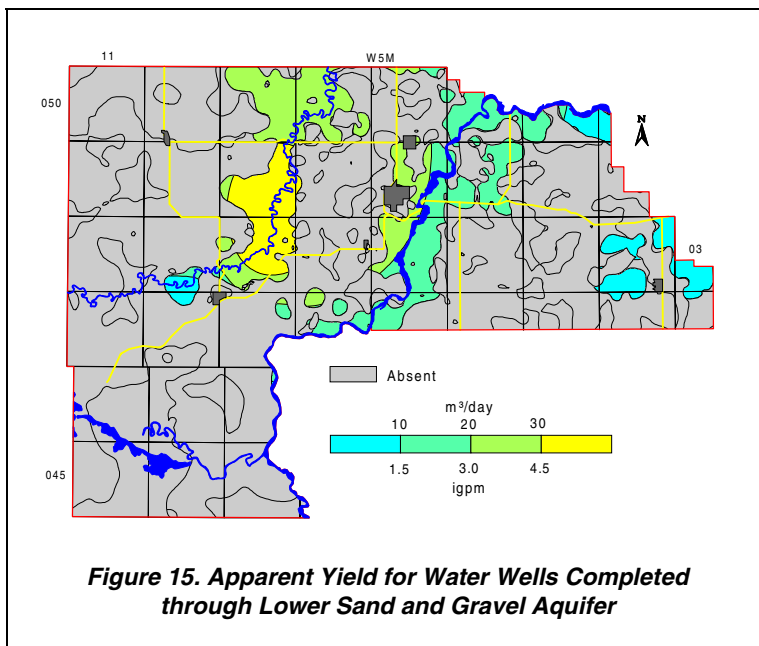 11
W5M
050
N
03
Absent
m³/day
10 20 30
1.5 3.0 4.5
igpm
045
Figure 15. Apparent Yield for Water Wells Completed
through Lower Sand and Gravel Aquifer